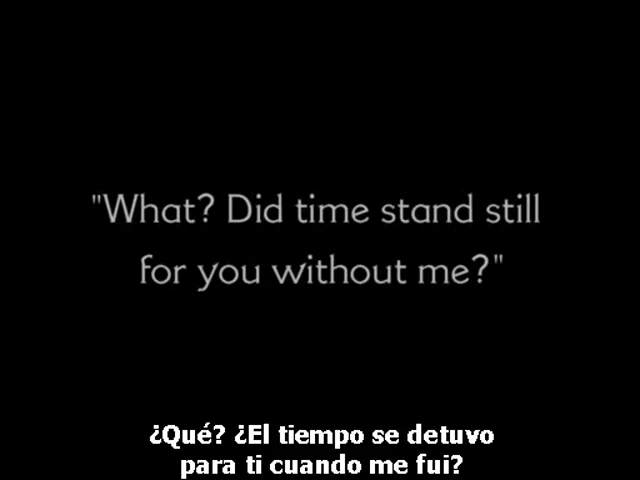 "What? Did time stand still
for you without me?"
¿Qué? ¿El tiempo se detuvo
para ti cuando me fui?